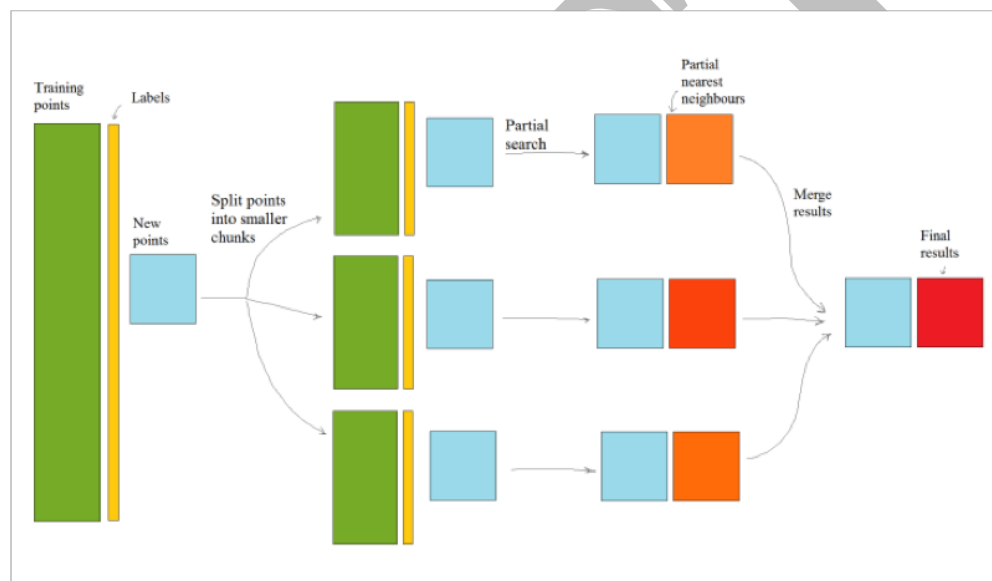 Training
points
Labels
New
points
Split points
into smaller
chunks
Partial
search
Partial
nearest
neighbours
Merge
results
Final
results